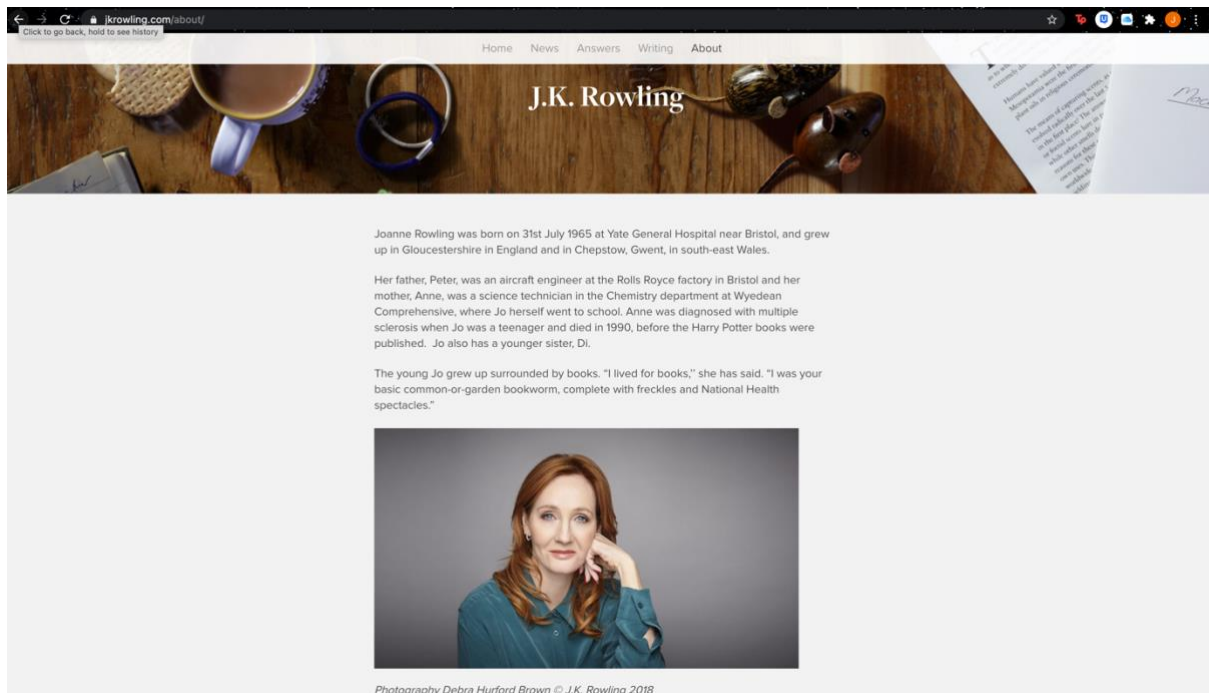 jkrowling.com/about/
Click to go back, hold to see history
Home News Answers Writing About
J.K. Rowling
Joanne Rowling was born on 31st July 1965 at Yate General Hospital near Bristol, and grew
up in Gloucestershire in England and in Chepstow, Gwent, in south-east Wales.
Her father, Peter, was an aircraft engineer at the Rolls Royce factory in Bristol and her
mother, Anne, was a science technician in the Chemistry department at Wyedean
Comprehensive, where Jo herself went to school. Anne was diagnosed with multiple
sclerosis when Jo was a teenager and died in 1990, before the Harry Potter books were
published. Jo also has a younger sister, Di.
The young Jo grew up surrounded by books. “I lived for books,’’ she has said. “I was your
basic common-or-garden bookworm, complete with freckles and National Health
spectacles.”
Photography Debra Hurford Brown © J.K. Rowling 2018